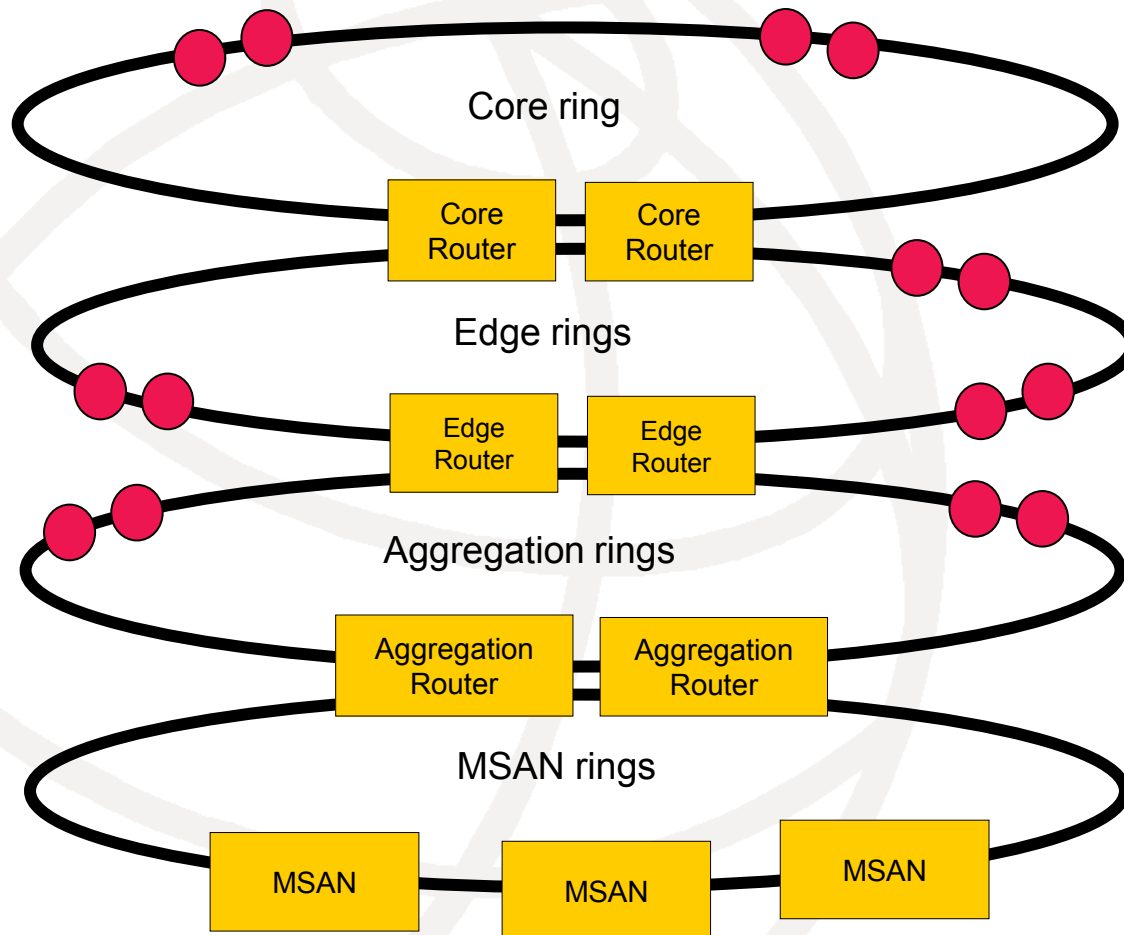 Core ring
Core
Router
Core
Router
Edge rings
Edge
Router
Edge
Router
Aggregation rings
Aggregation
Router
Aggregation
Router
MSAN rings
MSAN
MSAN
MSAN